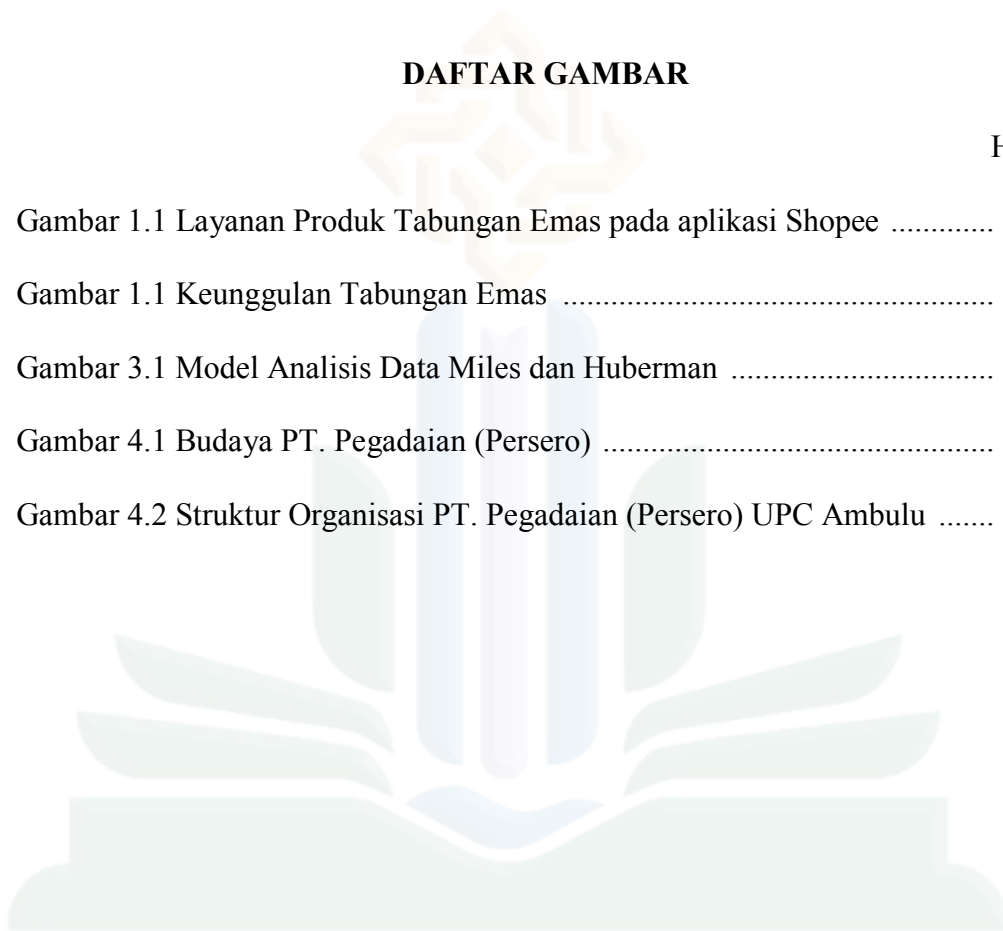 DAFTAR GAMBAR
H
Gambar 1.1 Layanan Produk Tabungan Emas pada aplikasi Shopee .............
Gambar 1.1 Keunggulan Tabungan Emas ......................................................
Gambar 3.1 Model Analisis Data Miles dan Huberman .................................
Gambar 4.1 Budaya PT. Pegadaian (Persero) .................................................
Gambar 4.2 Struktur Organisasi PT. Pegadaian (Persero) UPC Ambulu .......